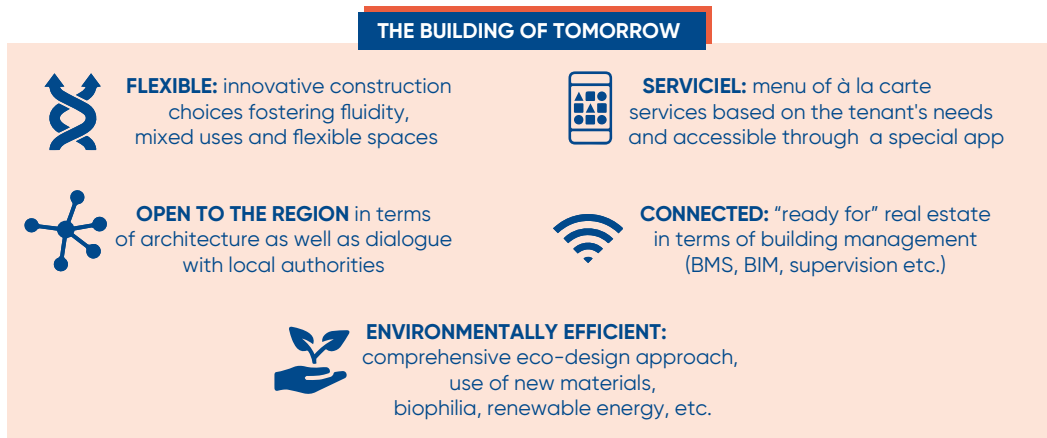 THE BUILDING OF TOMORROW
FLEXIBLE: innovative construction
choices fostering fluidity,
mixed uses and flexible spaces
SERVICIEL: menu of à la carte
services based on the tenant's needs
and accessible through a special app
OPEN TO THE REGION in terms
of architecture as well as dialogue
with local authorities
CONNECTED: “ready for” real estate
in terms of building management
(BMS, BIM, supervision etc.)
ENVIRONMENTALLY EFFICIENT:
comprehensive eco-design approach,
use of new materials,
biophilia, renewable energy, etc.